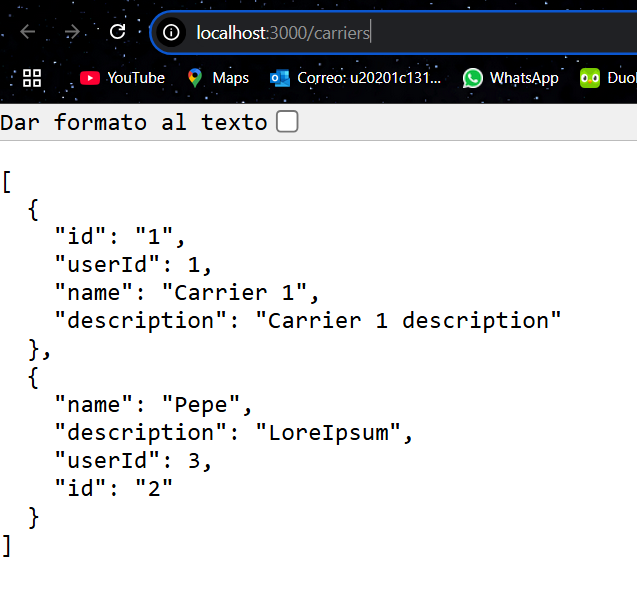 localhost:3000/carriers
YouTube Maps Correo: u20201c131... WhatsApp Duol
Dar formato al texto
[
  {
    "id": "1",
    "userId": 1,
    "name": "Carrier 1",
    "description": "Carrier 1 description"
  },
  {
    "name": "Pepe",
    "description": "LoreIpsum",
    "userId": 3,
    "id": "2"
  }
]